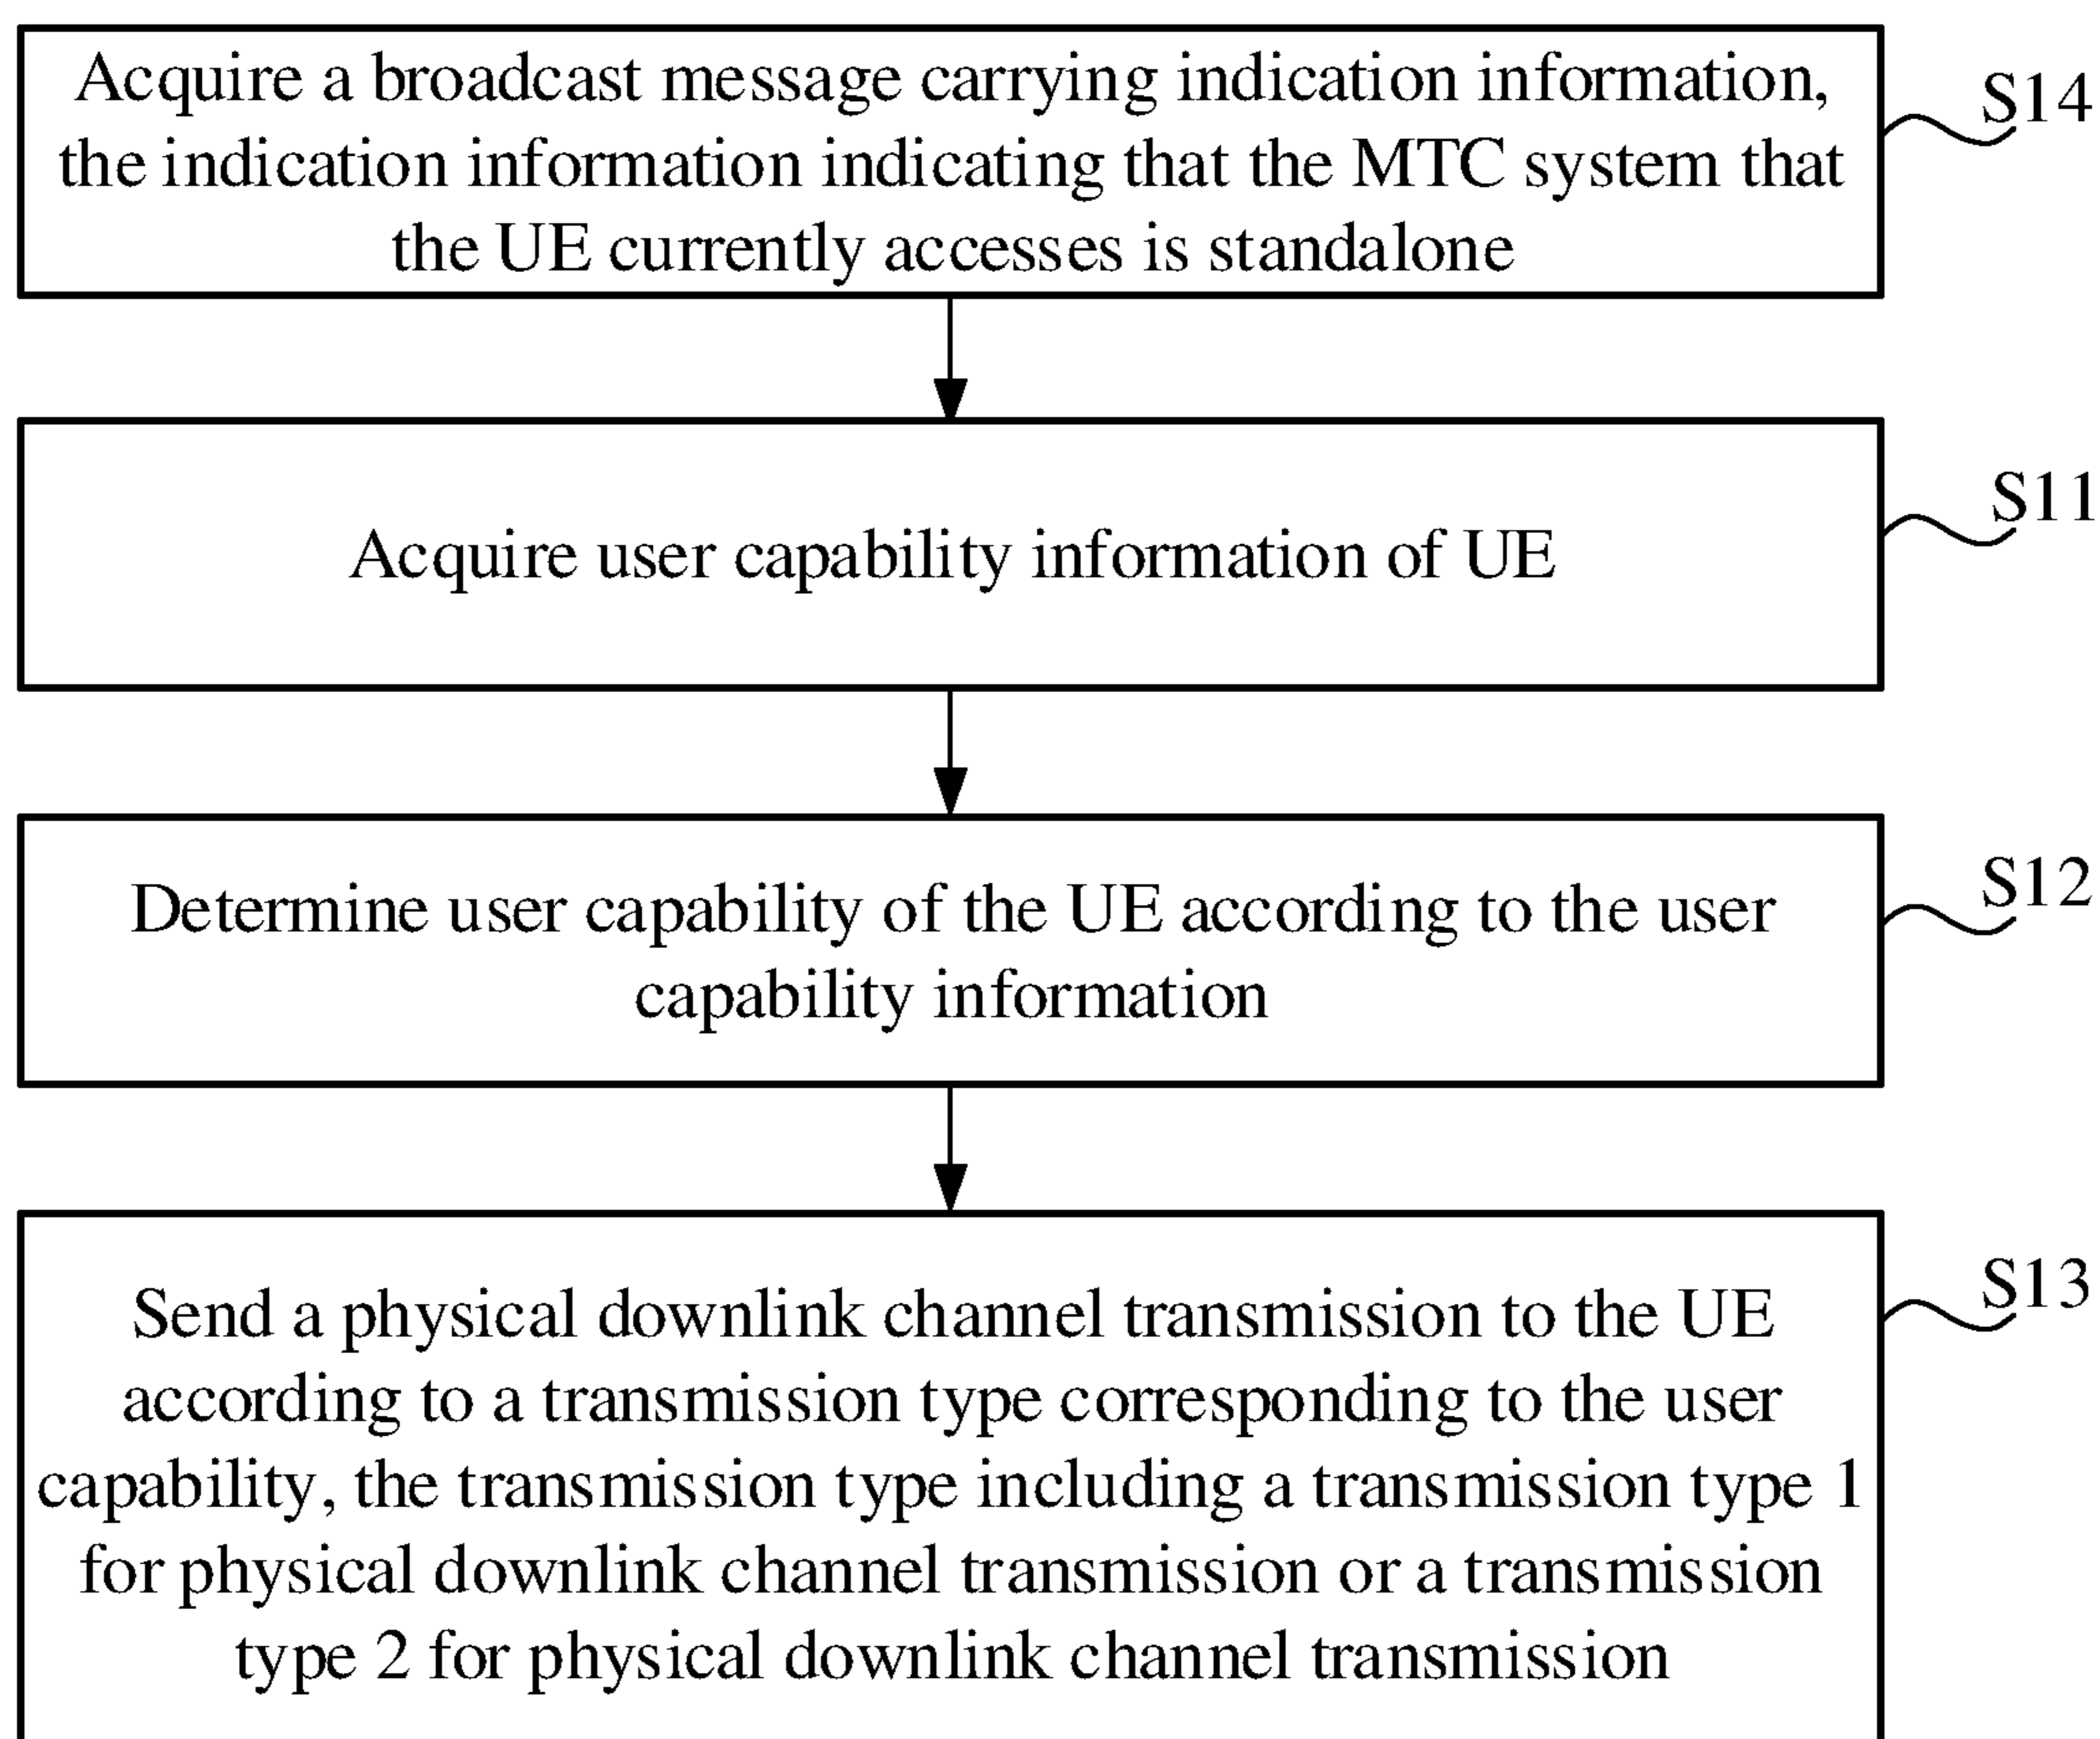 Acquire a broadcast message carrying indication information,
the indication information indicating that the MTC system that
the UE currently accesses is standalone
S14
Acquire user capability information of UE
S11
Determine user capability of the UE according to the user
capability information
S12
Send a physical downlink channel transmission to the UE
according to a transmission type corresponding to the user
capability, the transmission type including a transmission type 1
for physical downlink channel transmission or a transmission
type 2 for physical downlink channel transmission
S13